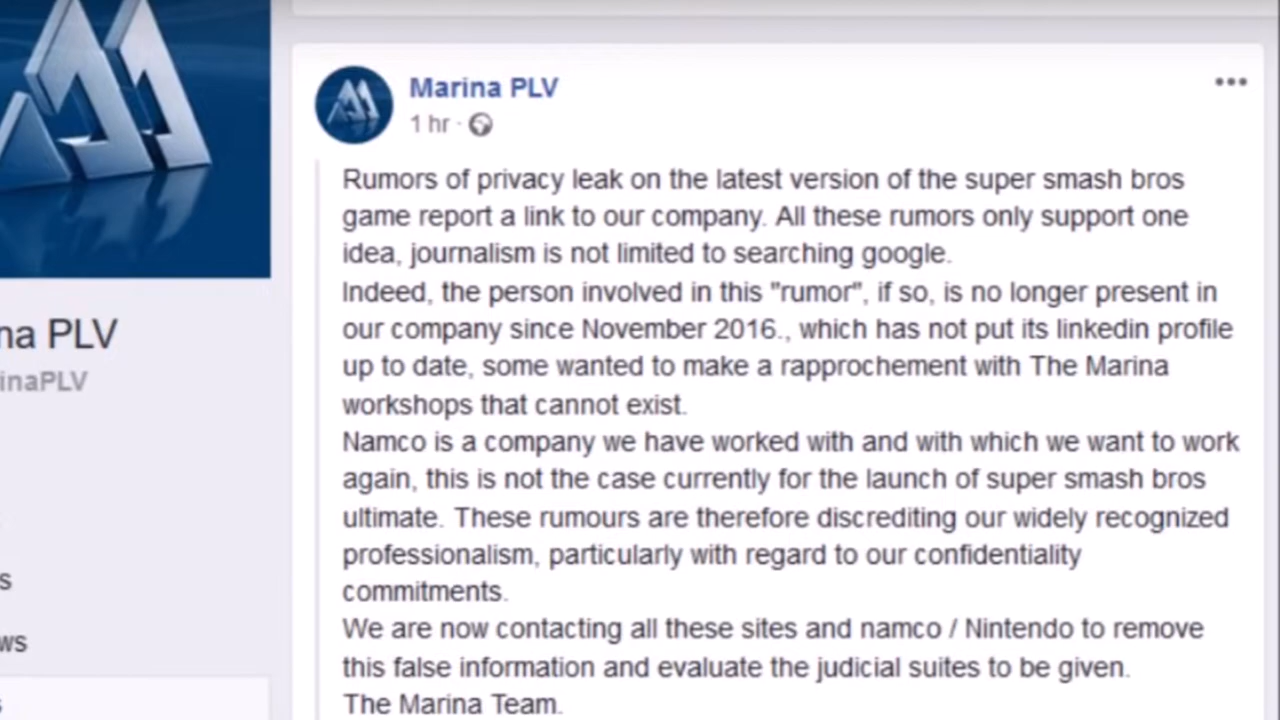 Marina PLV
1 hr ·
Rumors of privacy leak on the latest version of the super smash bros
game report a link to our company. All these rumors only support one
idea, journalism is not limited to searching google.
Indeed, the person involved in this "rumor", if so, is no longer present in
our company since November 2016., which has not put its linkedin profile
up to date, some wanted to make a rapprochement with The Marina
workshops that cannot exist.
Namco is a company we have worked with and with which we want to work
again, this is not the case currently for the launch of super smash bros
ultimate. These rumours are therefore discrediting our widely recognized
professionalism, particularly with regard to our confidentiality
commitments.
We are now contacting all these sites and namco / Nintendo to remove
this false information and evaluate the judicial suites to be given.
The Marina Team.
na PLV
inaPLV
s
ws